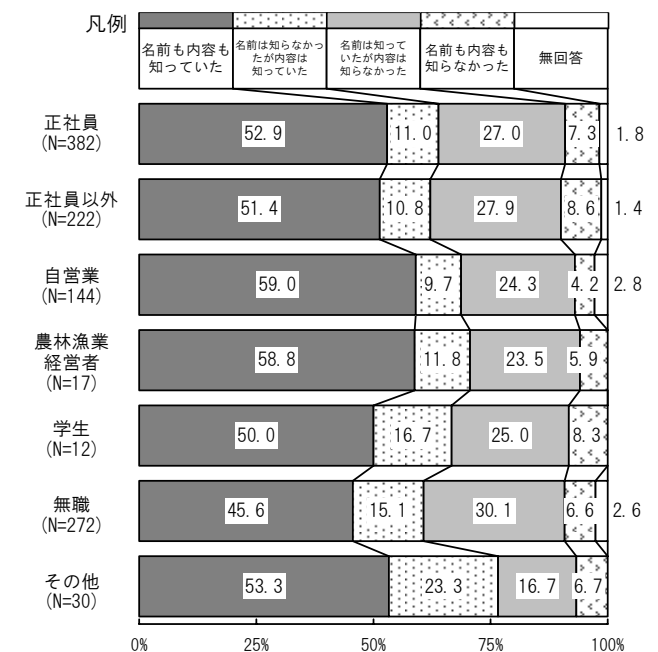 凡例
名前も内容も
知っていた
名前は知らなかっ
たが内容は
知っていた
名前は知って
いたが内容は
知らなかった
名前も内容も
知らなかった
無回答
正社員
(N=382)
52.9
11.0
27.0
7.3
1.8
正社員以外
(N=222)
51.4
10.8
27.9
8.6
1.4
自営業
(N=144)
59.0
9.7
24.3
4.2
2.8
農林漁業
経営者
(N=17)
58.8
11.8
23.5
5.9
学生
(N=12)
50.0
16.7
25.0
8.3
無職
(N=272)
45.6
15.1
30.1
6.6
2.6
その他
(N=30)
53.3
23.3
16.7
6.7
0%
25%
50%
75%
100%